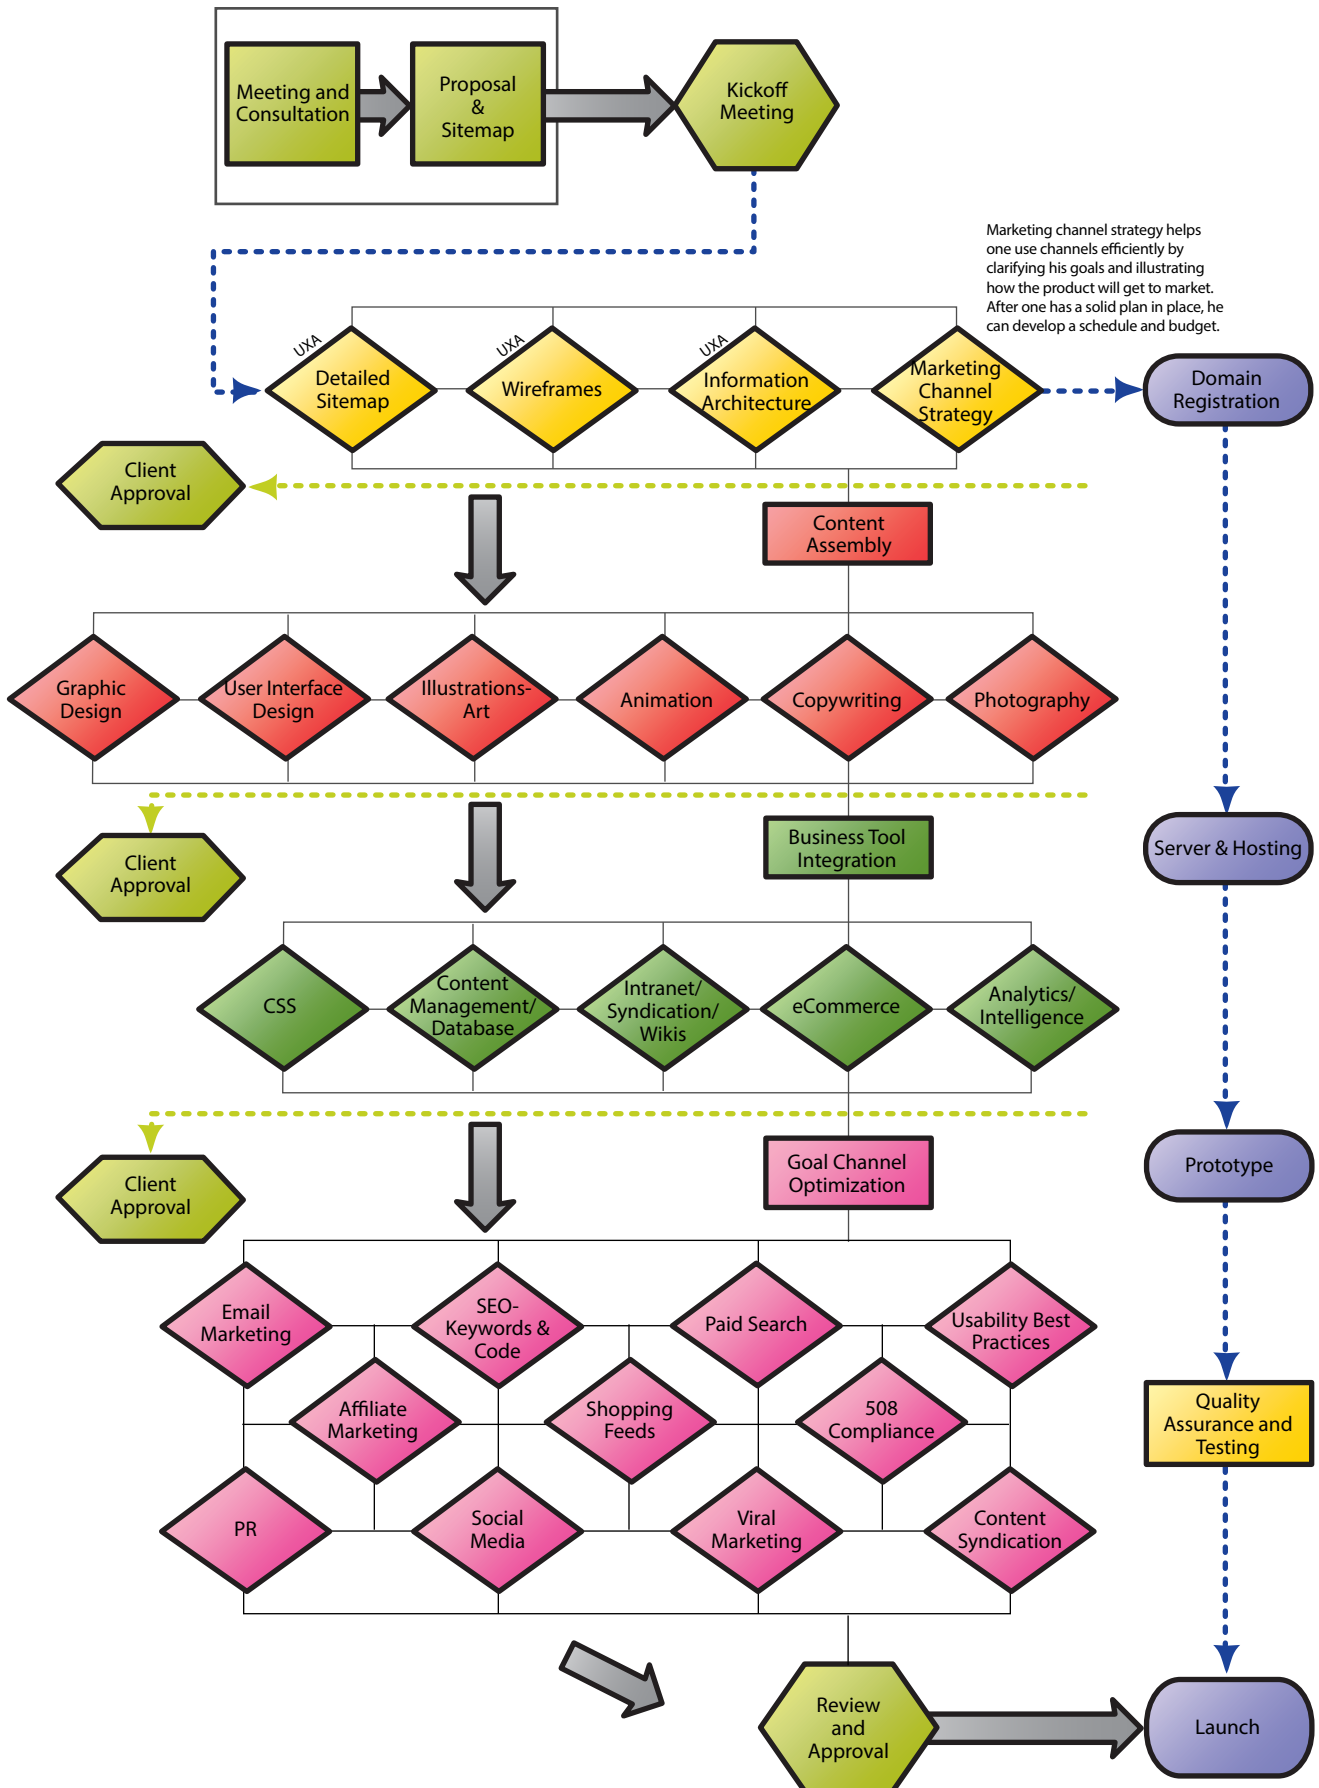 Meeting and
Consultation
Proposal
&
Sitemap
Kickoff
Meeting
Marketing channel strategy helps
one use channels efficiently by
clarifying his goals and illustrating
how the product will get to market.
After one has a solid plan in place, he
can develop a schedule and budget.
UXA
Detailed
Sitemap
UXA
Wireframes
UXA
Information
Architecture
Marketing
Channel
Strategy
Domain
Registration
Client
Approval
Content
Assembly
Graphic
Design
User Interface
Design
Illustrations-
Art
Animation
Copywriting
Photography
Client
Approval
Business Tool
Integration
Server & Hosting
CSS
Content
Management/
Database
Intranet/
Syndication/
Wikis
eCommerce
Analytics/
Intelligence
Client
Approval
Goal Channel
Optimization
Prototype
Email
Marketing
SEO-
Keywords &
Code
Paid Search
Usability Best
Practices
Affiliate
Marketing
Shopping
Feeds
508
Compliance
Quality
Assurance and
Testing
PR
Social
Media
Viral
Marketing
Content
Syndication
Review
and
Approval
Launch